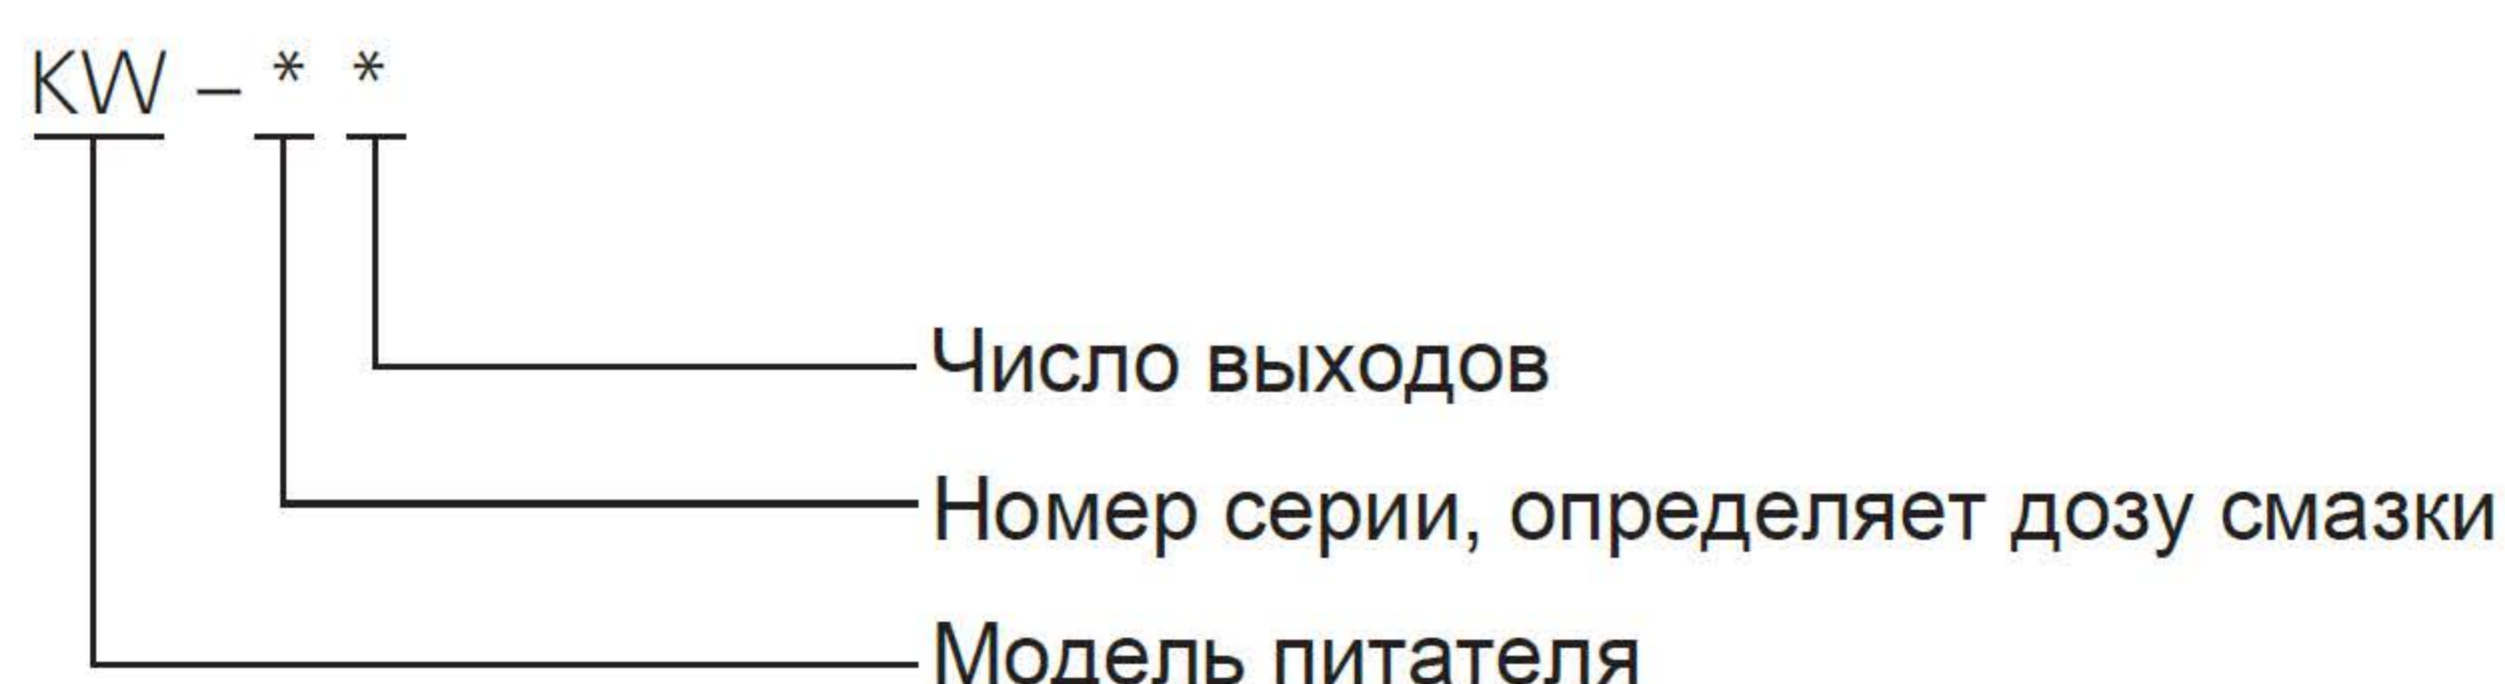 KW – * *
Число выходов
Номер серии, определяет дозу смазки
Модель питателя